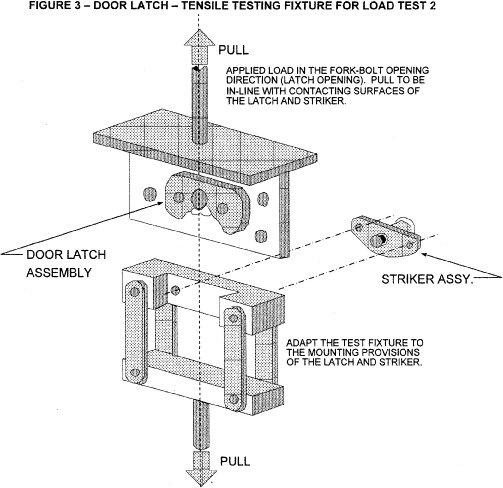 FIGURE 3 – DOOR LATCH – TENSILE TESTING FIXTURE FOR LOAD TEST 2
PULL
APPLIED LOAD IN THE FORK-BOLT OPENING
DIRECTION (LATCH OPENING). PULL TO BE
IN-LINE WITH CONTACTING SURFACES OF
THE LATCH AND STRIKER.
DOOR LATCH
ASSEMBLY
STRIKER ASSY.
ADAPT THE TEST FIXTURE TO
THE MOUNTING PROVISIONS
OF THE LATCH AND STRIKER.
PULL